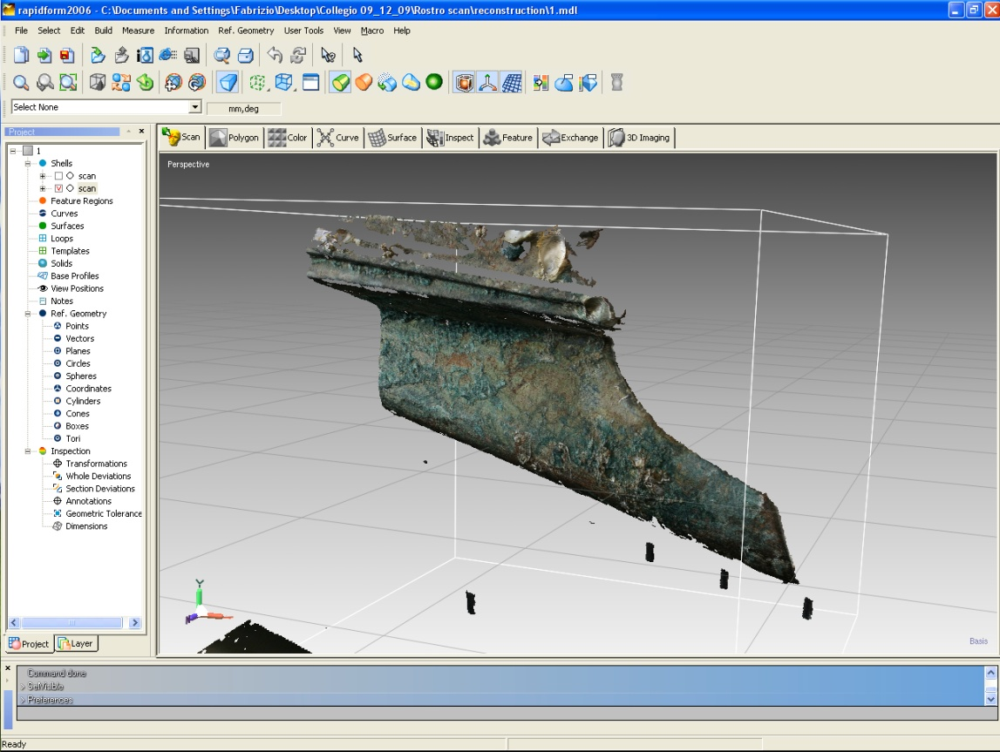 rapidform2006 - C:\Documents and Settings\Fabrizio\Desktop\Collegio 09_12_09\Rostro scan\reconstruction\1.mdl
File Select Edit Build Measure Information Ref. Geometry User Tools View Macro Help
Select None
mm,deg
Project
Scan Polygon Color Curve Surface Inspect Feature Exchange 3D Imaging
Perspective
1
Shells
scan
scan
Feature Regions
Curves
Surfaces
Loops
Templates
Solids
Base Profiles
View Positions
Notes
Ref. Geometry
Points
Vectors
Planes
Circles
Spheres
Coordinates
Cylinders
Cones
Boxes
Tori
Inspection
Transformations
Whole Deviations
Section Deviations
Annotations
Geometric Tolerance
Dimensions
Y
Basis
Project Layer
Command done
> SetVisible
> Preferences
Ready